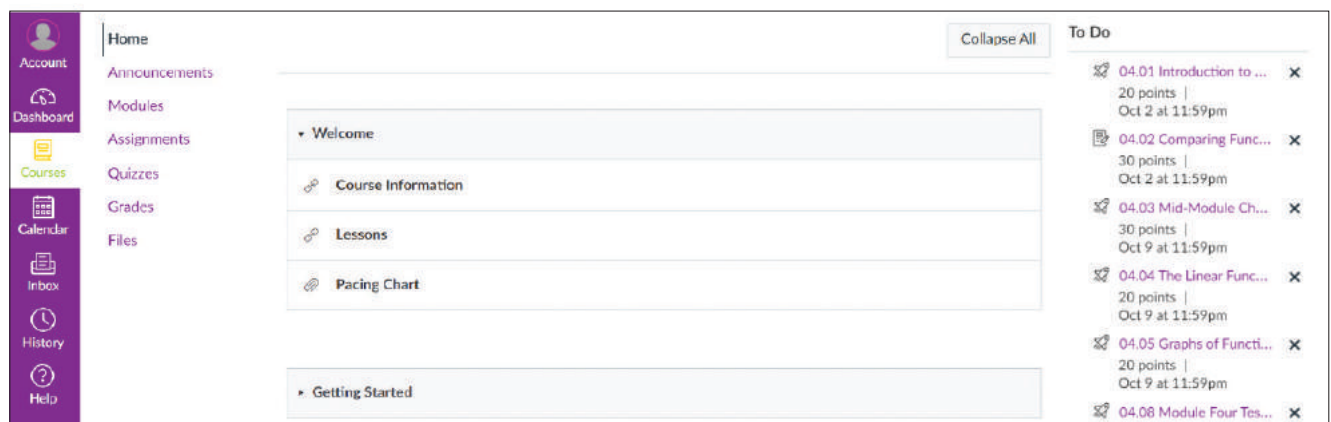 Account
Dashboard
Courses
Calendar
Inbox
History
Help
Home
Announcements
Modules
Assignments
Quizzes
Grades
Files
Collapse All
Welcome
Course Information
Lessons
Pacing Chart
Getting Started
To Do
04.01 Introduction to ...
20 points |
Oct 2 at 11:59pm
04.02 Comparing Func...
30 points |
Oct 2 at 11:59pm
04.03 Mid-Module Ch...
30 points |
Oct 9 at 11:59pm
04.04 The Linear Func...
20 points |
Oct 9 at 11:59pm
04.05 Graphs of Functi...
20 points |
Oct 9 at 11:59pm
04.08 Module Four Tes...